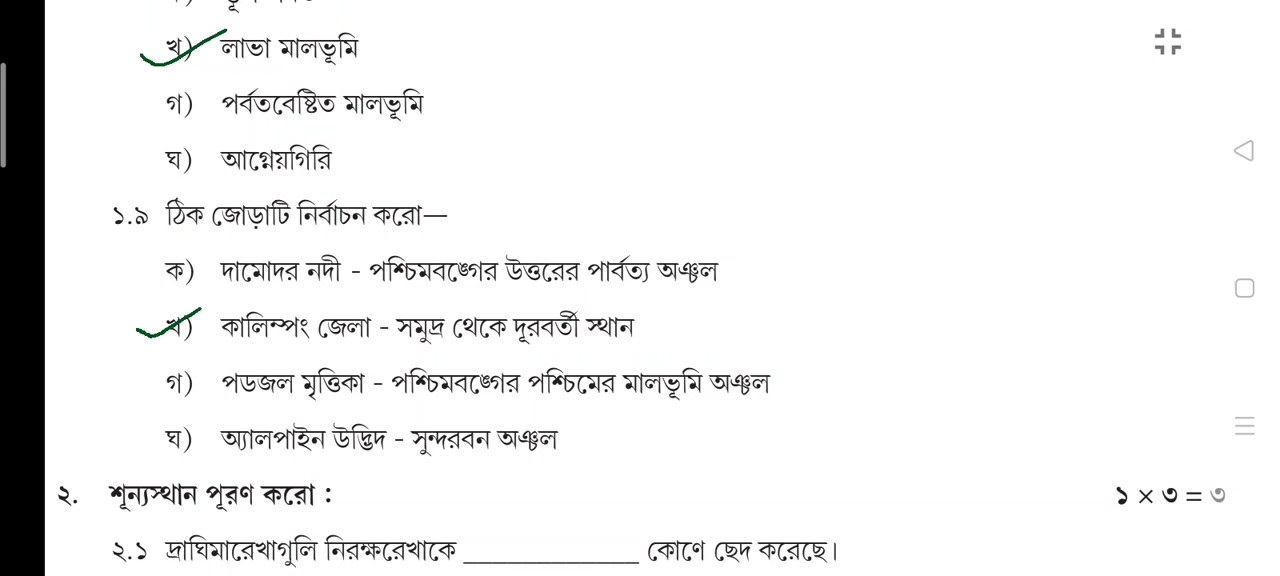 খ) লাভা মালভূমি
গ) পর্বতবেষ্টিত মালভূমি
ঘ) আগ্নেয়গিরি
১.৯ ঠিক জোড়াটি নির্বাচন করো—
ক) দামোদর নদী - পশ্চিমবঙ্গের উত্তরের পার্বত্য অঞ্চল
খ) কালিম্পং জেলা - সমুদ্র থেকে দূরবর্তী স্থান
গ) পডজল মৃত্তিকা - পশ্চিমবঙ্গের পশ্চিমের মালভূমি অঞ্চল
ঘ) অ্যালপাইন উদ্ভিদ - সুন্দরবন অঞ্চল
২. শূন্যস্থান পূরণ করো : ১ × ৩ = ৩
২.১ দ্রাঘিমারেখাগুলি নিরক্ষরেখাকে ______________ কোণে ছেদ করেছে।